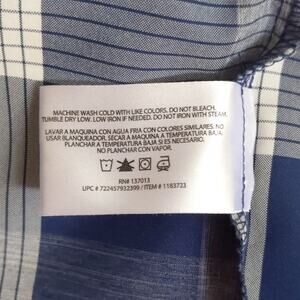 MACHINE WASH COLD WITH LIKE COLORS. DO NOT BLEACH.
TUMBLE DRY LOW. LOW IRON IF NEEDED. DO NOT IRON WITH STEAM.
LAVAR A MAQUINA CON AGUA FRIA CON COLORES SIMILARES. NO
USAR BLANQUEADOR. SECAR A MAQUINA A TEMPERATURA BAJA.
PLANCHAR A TEMPERATURA BAJA SI ES NECESARIO.
NO PLANCHAR CON VAPOR.
RN# 137013
UPC # 722457932399 / ITEM # 1183723